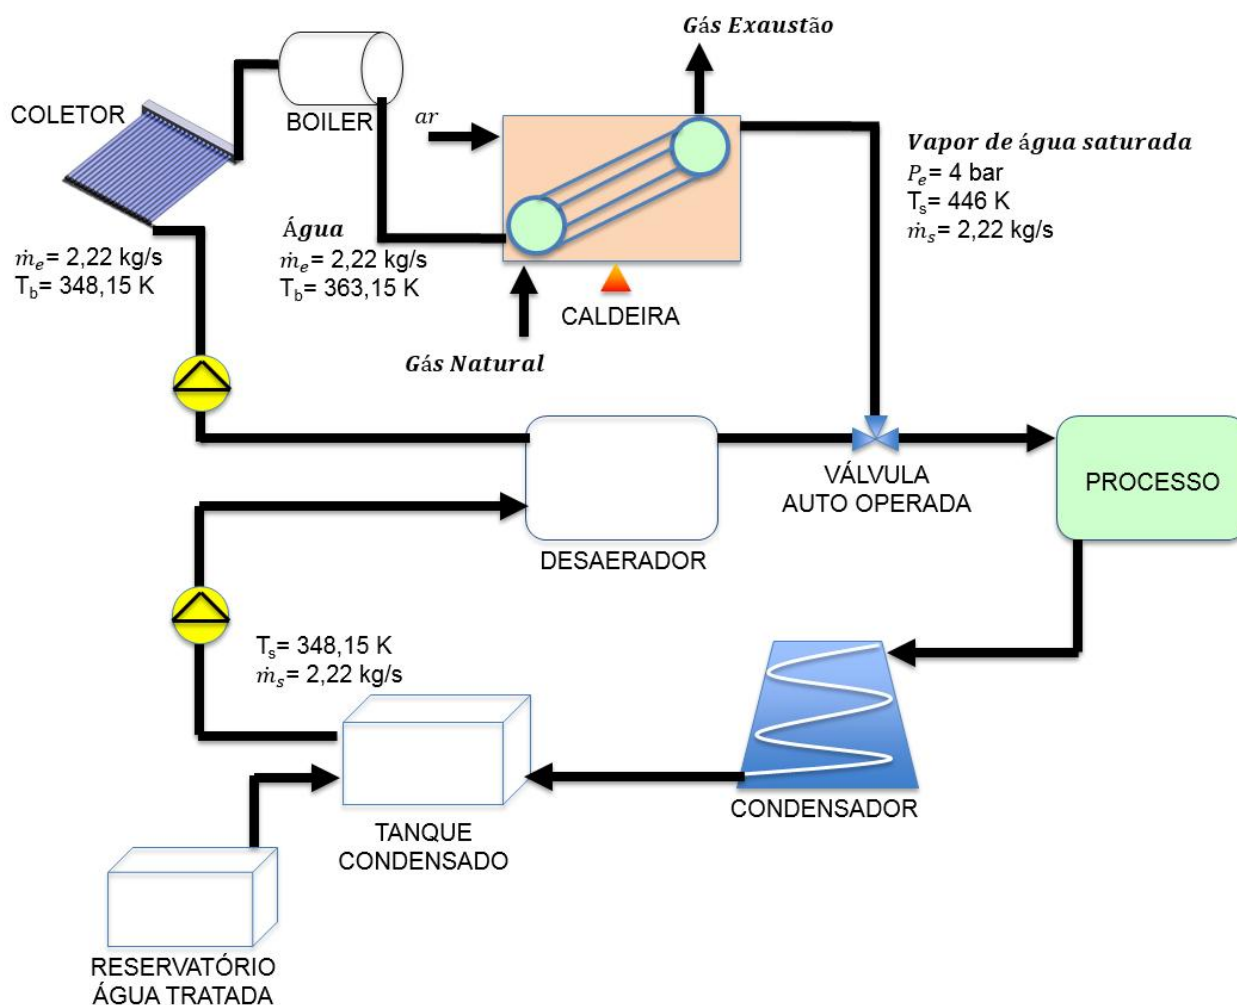 Gás Exaustão
COLETOR
BOILER
ar
Vapor de água saturada
Pₑ= 4 bar
Tₛ= 446 K
ṁₛ= 2,22 kg/s
ṁₑ= 2,22 kg/s
T_b= 348,15 K
Água
ṁₑ= 2,22 kg/s
T_b= 363,15 K
CALDEIRA
Gás Natural
VÁLVULA
AUTO OPERADA
PROCESSO
DESAERADOR
Tₛ= 348,15 K
ṁₛ= 2,22 kg/s
CONDENSADOR
TANQUE
CONDENSADO
RESERVATÓRIO
ÁGUA TRATADA